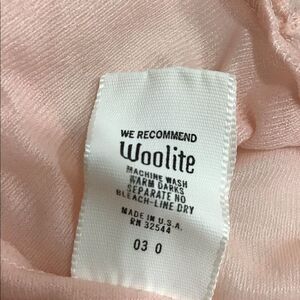 WE RECOMMEND
Woolite
MACHINE WASH
WARM DARKS
SEPARATE NO
BLEACH-LINE DRY
MADE IN U.S.A.
RN 32544
03 0